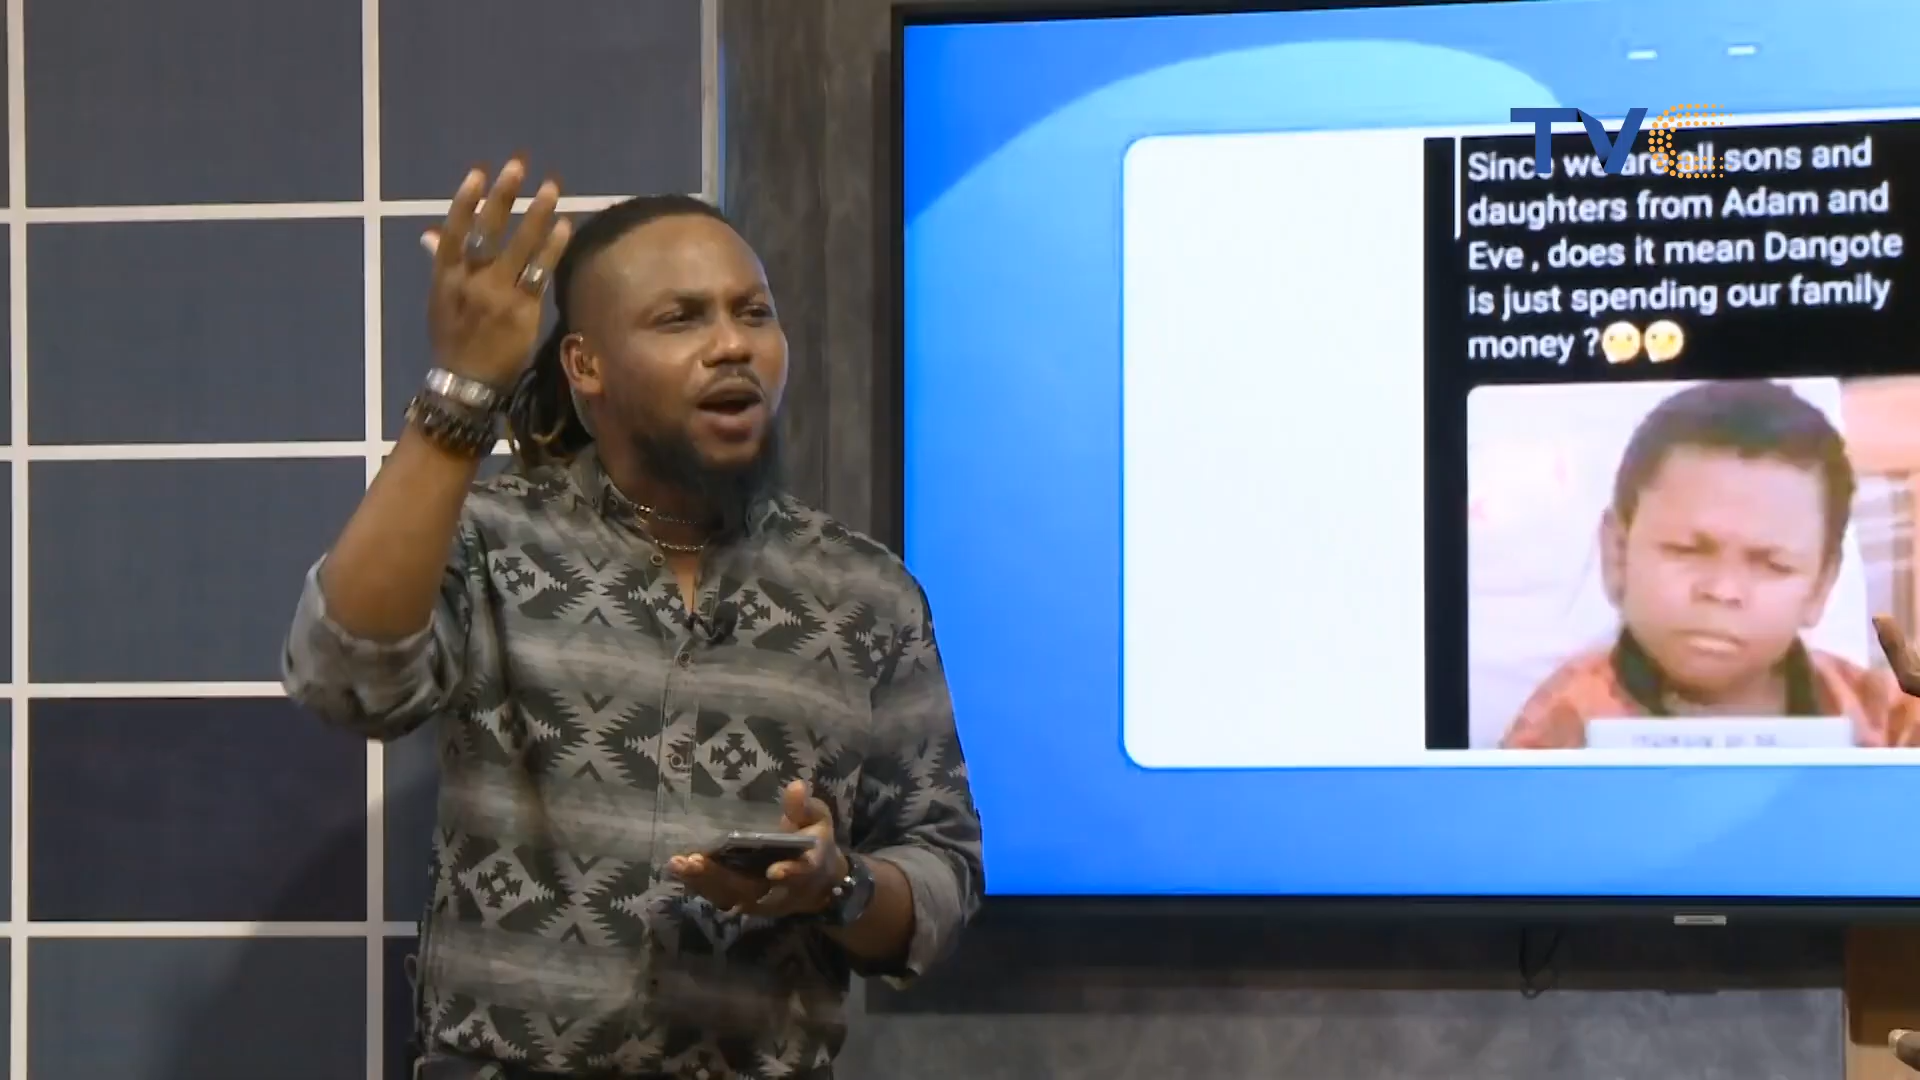 TVC
Since we are all sons and
daughters from Adam and
Eve , does it mean Dangote
is just spending our family
money ?🤔🤔